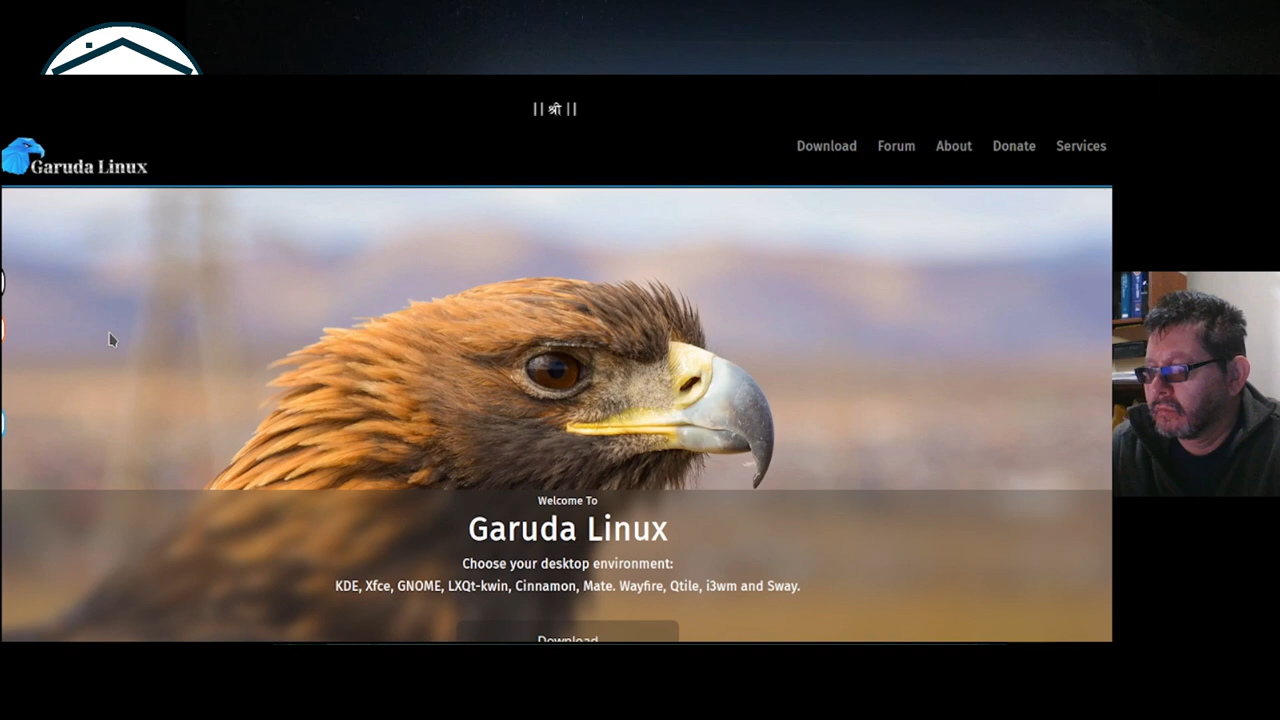 || श्री ||
Garuda Linux
Download Forum About Donate Services
Welcome To
Garuda Linux
Choose your desktop environment:
KDE, Xfce, GNOME, LXQt-kwin, Cinnamon, Mate. Wayfire, Qtile, i3wm and Sway.
Download